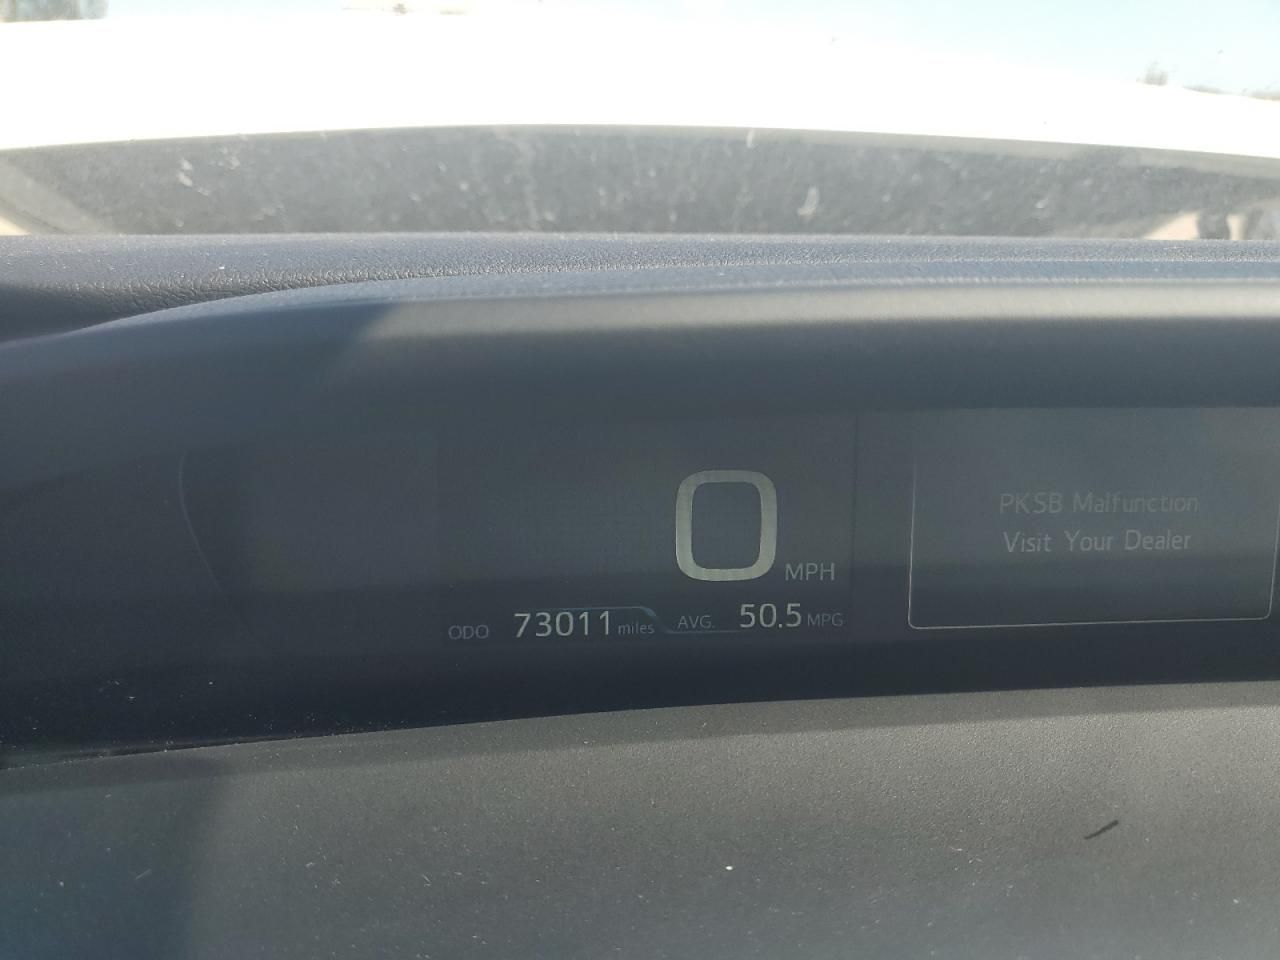 0 MPH
ODO 73011 miles AVG. 50.5 MPG
PKSB Malfunction
Visit Your Dealer